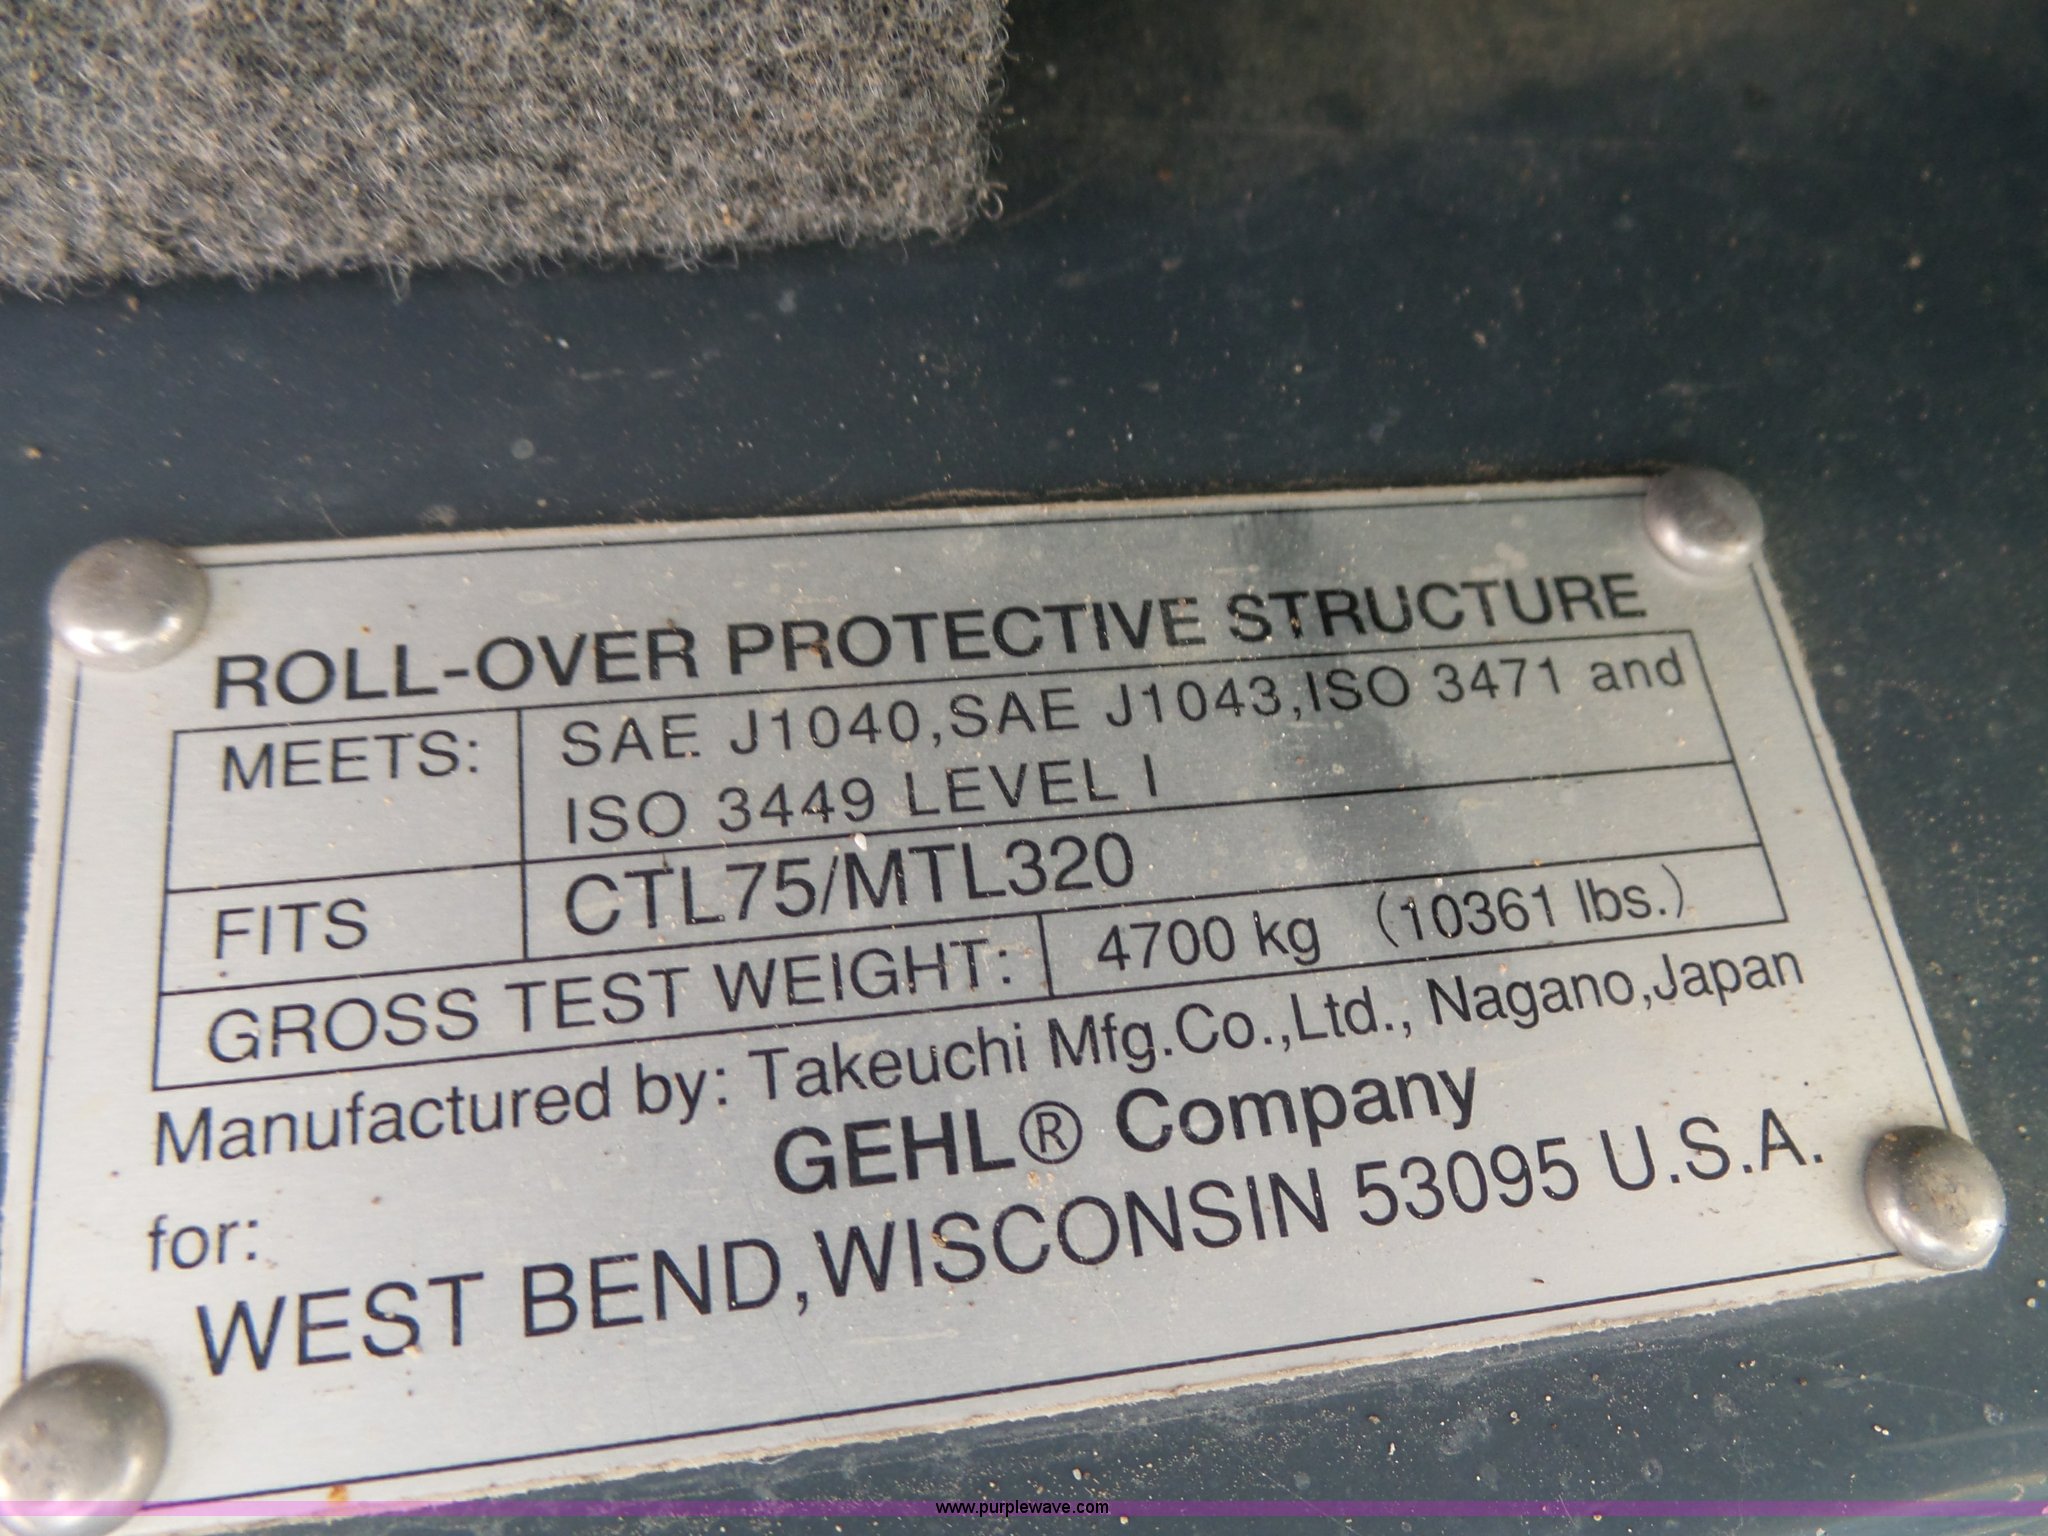 ROLL-OVER PROTECTIVE STRUCTURE
MEETS: SAE J1040,SAE J1043,ISO 3471 and
ISO 3449 LEVEL I
FITS CTL75/MTL320
GROSS TEST WEIGHT: 4700 kg (10361 lbs.)
Manufactured by: Takeuchi Mfg.Co.,Ltd., Nagano,Japan
GEHL® Company
for:
WEST BEND,WISCONSIN 53095 U.S.A.
www.purplewave.com